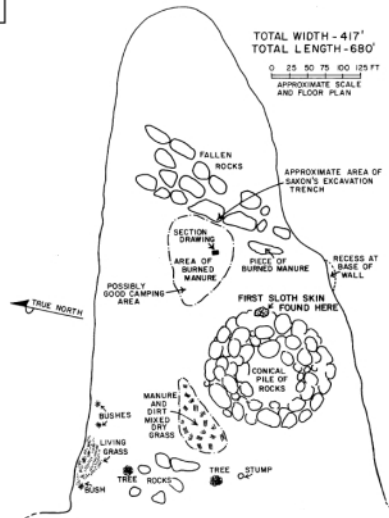 TOTAL WIDTH - 417'
TOTAL LENGTH - 680'
0 25 50 75 100 125 FT
APPROXIMATE SCALE
AND FLOOR PLAN
FALLEN
ROCKS
APPROXIMATE AREA OF
SAXON'S EXCAVATION
TRENCH
SECTION
DRAWING
AREA OF
BURNED
MANURE
PIECE OF
BURNED MANURE
RECESS AT
BASE OF
WALL
POSSIBLY
GOOD CAMPING
AREA
TRUE NORTH
FIRST SLOTH SKIN
FOUND HERE
CONICAL
PILE OF
ROCKS
MANURE
AND
DIRT
MIXED
DRY
GRASS
BUSHES
LIVING
GRASS
BUSH
TREE
ROCKS
TREE
STUMP